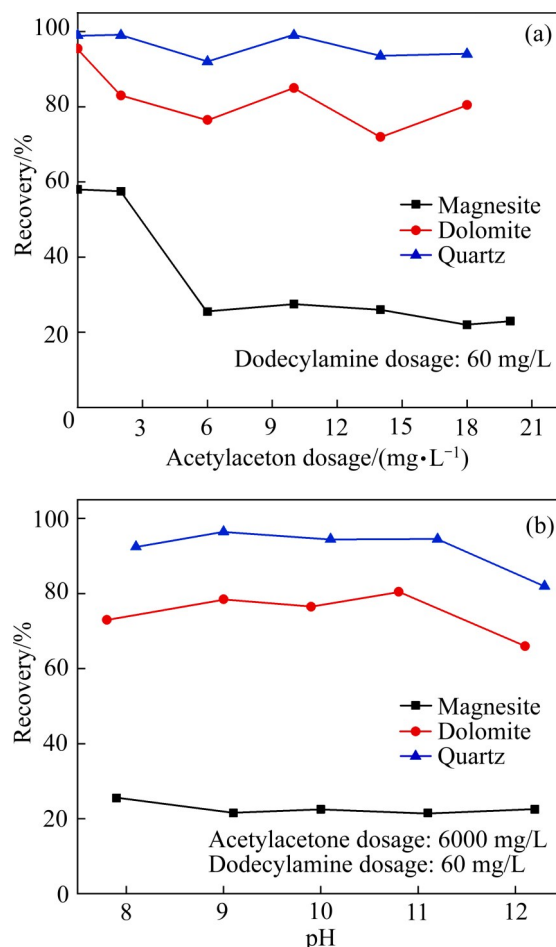 (a)
100
80
60
40
20
0
Recovery/%
Magnesite
Dolomite
Quartz
Dodecylamine dosage: 60 mg/L
3 6 9 12 15 18 21
Acetylaceton dosage/(mg·L⁻¹)
(b)
100
80
60
40
20
0
Recovery/%
Magnesite
Dolomite
Quartz
Acetylacetone dosage: 6000 mg/L
Dodecylamine dosage: 60 mg/L
8 9 10 11 12
pH